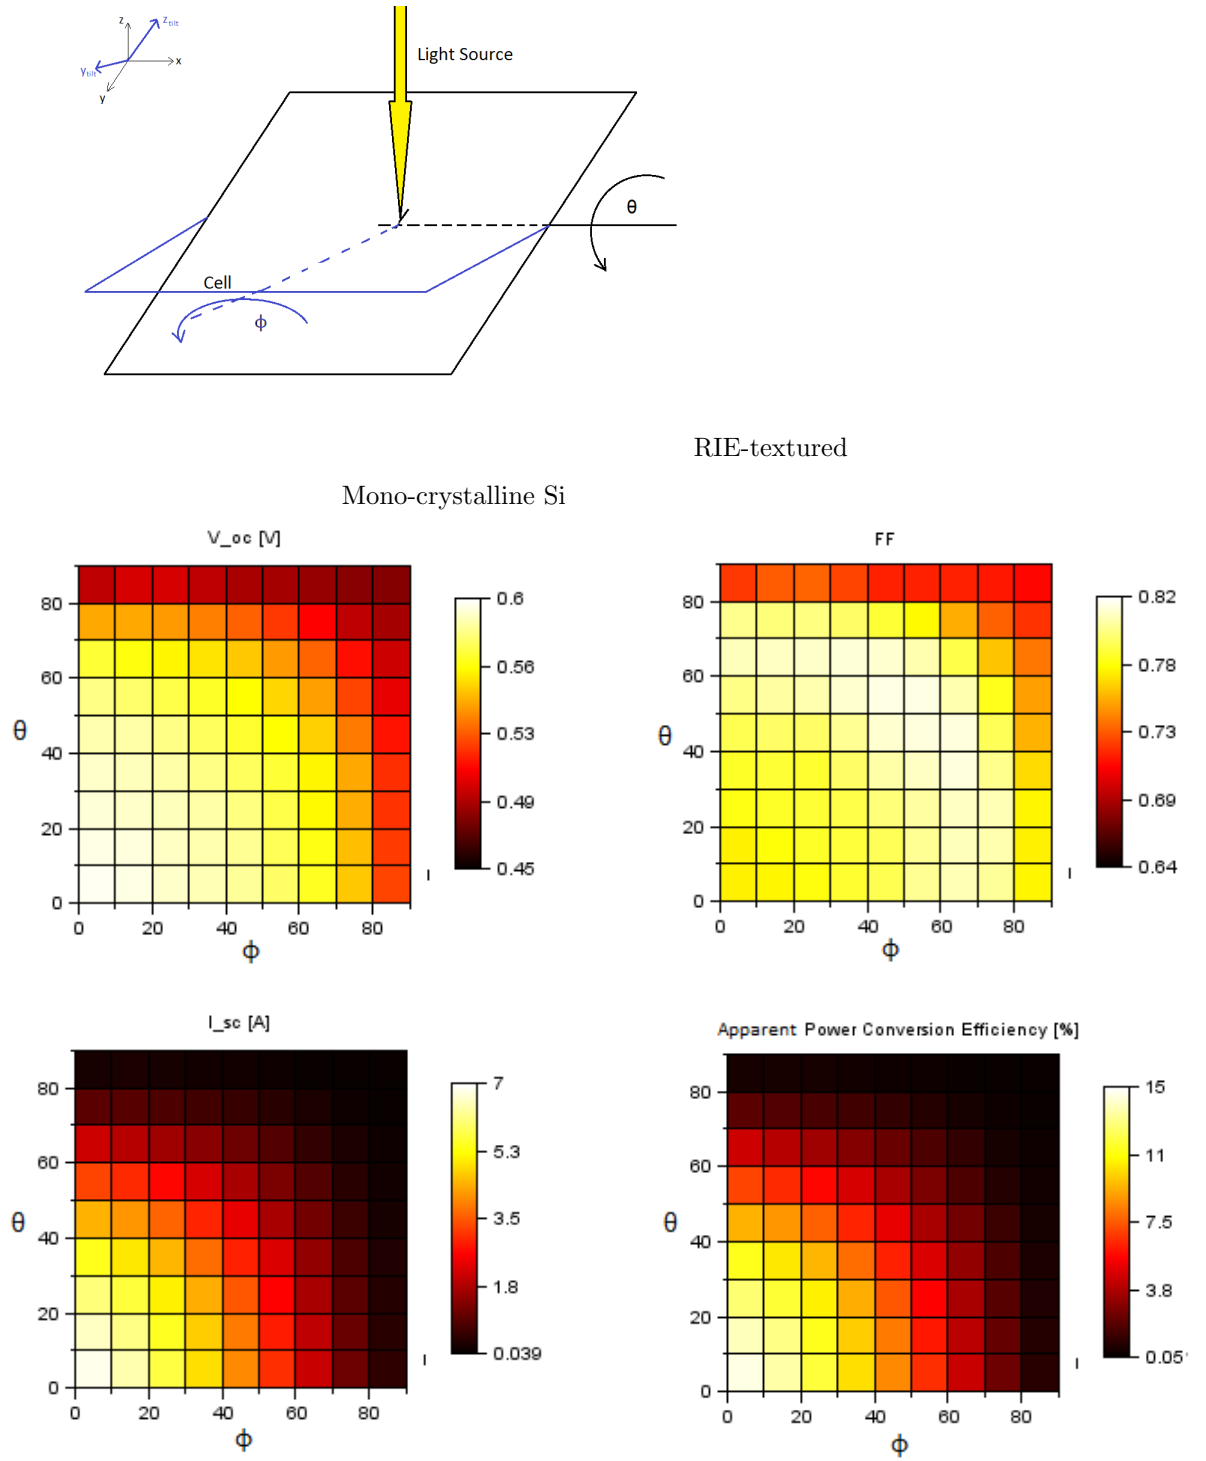 z
z tilt
x
y tilt
y
Light Source
θ
Cell
ϕ
RIE-textured
Mono-crystalline Si
V_oc [V]
80
60
40
20
0
θ
0 20 40 60 80
ϕ
0.6
0.56
0.53
0.49
0.45
FF
80
60
40
20
0
θ
0 20 40 60 80
ϕ
0.82
0.78
0.73
0.69
0.64
I_sc [A]
80
60
40
20
0
θ
0 20 40 60 80
ϕ
7
5.3
3.5
1.8
0.039
Apparent Power Conversion Efficiency [%]
80
60
40
20
0
θ
0 20 40 60 80
ϕ
15
11
7.5
3.8
0.05